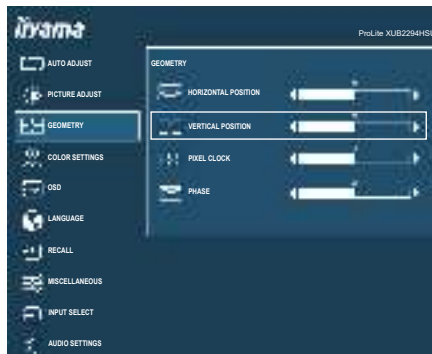 iiyama
ProLite XUB2294HSU
AUTO ADJUST
PICTURE ADJUST
GEOMETRY
COLOR SETTINGS
OSD
LANGUAGE
RECALL
MISCELLANEOUS
INPUT SELECT
AUDIO SETTINGS
GEOMETRY
HORIZONTAL POSITION
VERTICAL POSITION
PIXEL CLOCK
PHASE